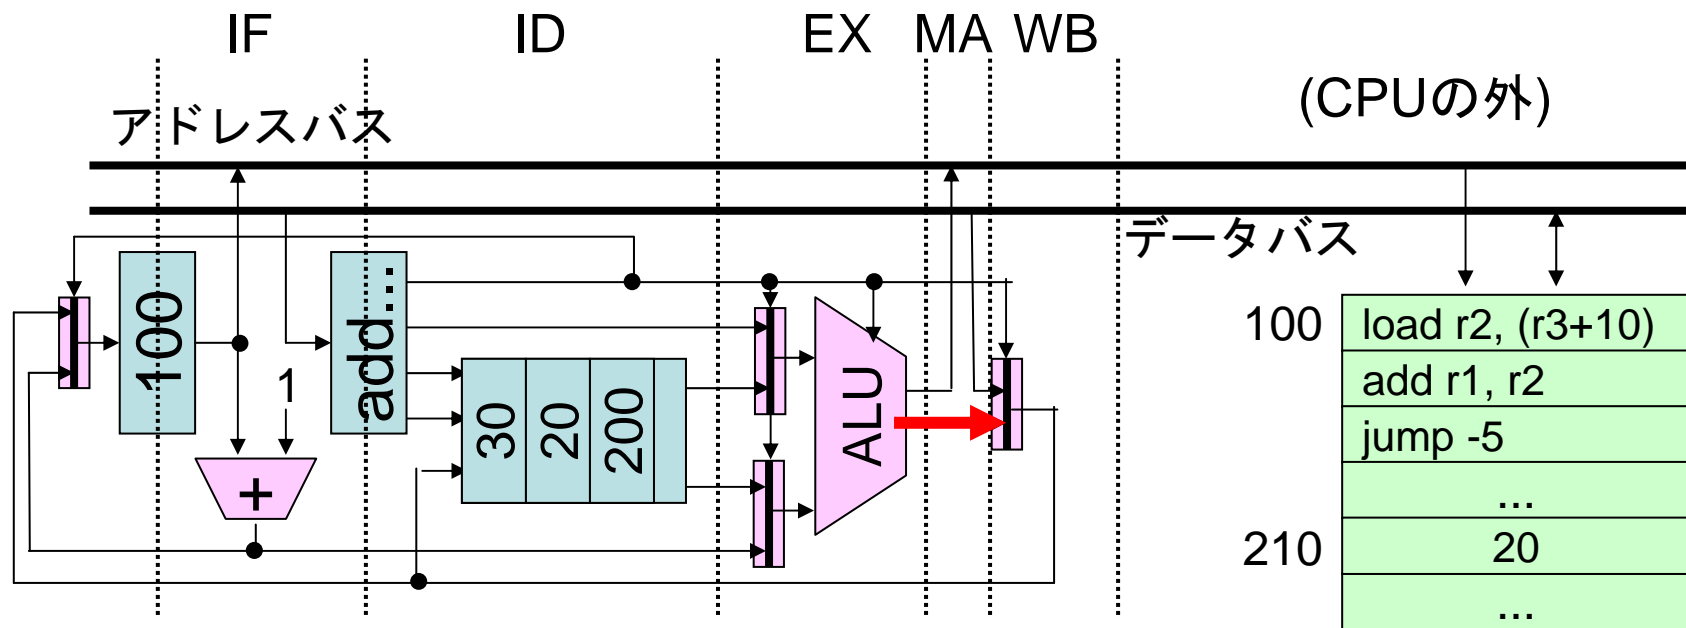 IF ID EX MA WB
(CPUの外)
アドレスバス
データバス
100
add...
1
+
30 20 200
ALU
100 load r2, (r3+10)
add r1, r2
jump -5
...
210 20
...